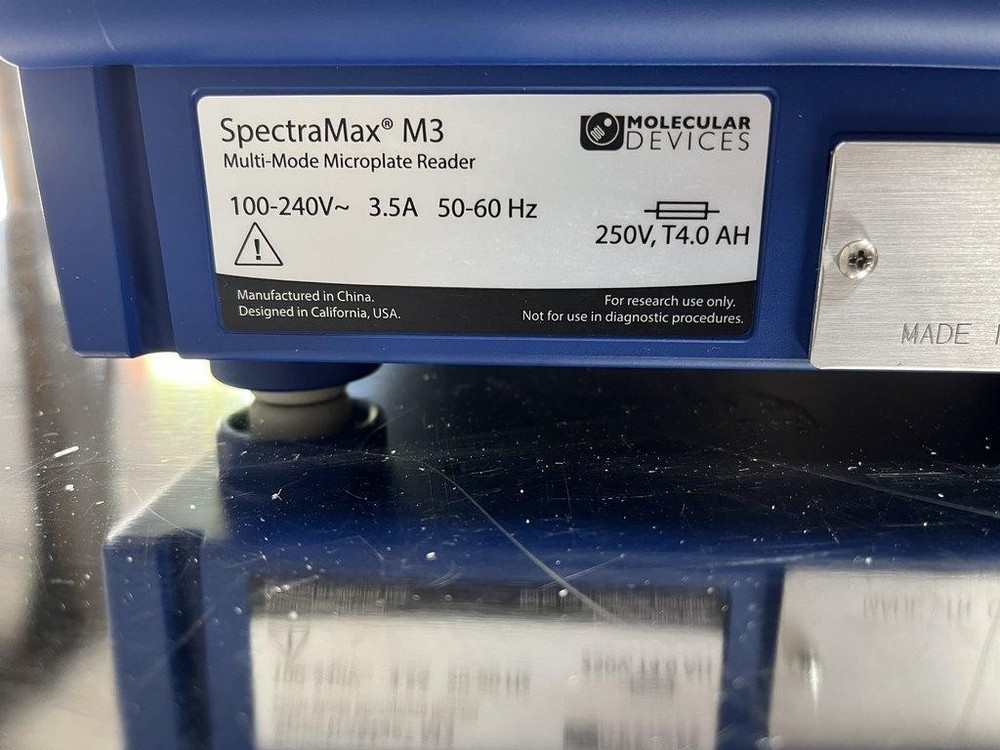 SpectraMax® M3
Multi-Mode Microplate Reader
MOLECULAR
DEVICES
100-240V~ 3.5A 50-60 Hz
250V, T4.0 AH
!
Manufactured in China.
Designed in California, USA.
For research use only.
Not for use in diagnostic procedures.
MADE